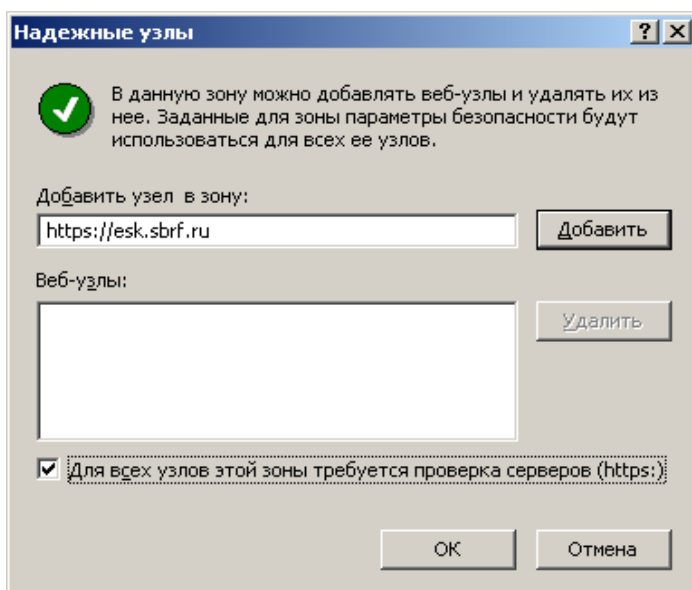 Надежные узлы
В данную зону можно добавлять веб-узлы и удалять их из
нее. Заданные для зоны параметры безопасности будут
использоваться для всех ее узлов.
Добавить узел в зону:
https://esk.sbrf.ru
Добавить
Веб-узлы:
Удалить
Для всех узлов этой зоны требуется проверка серверов (https:)
ОК
Отмена